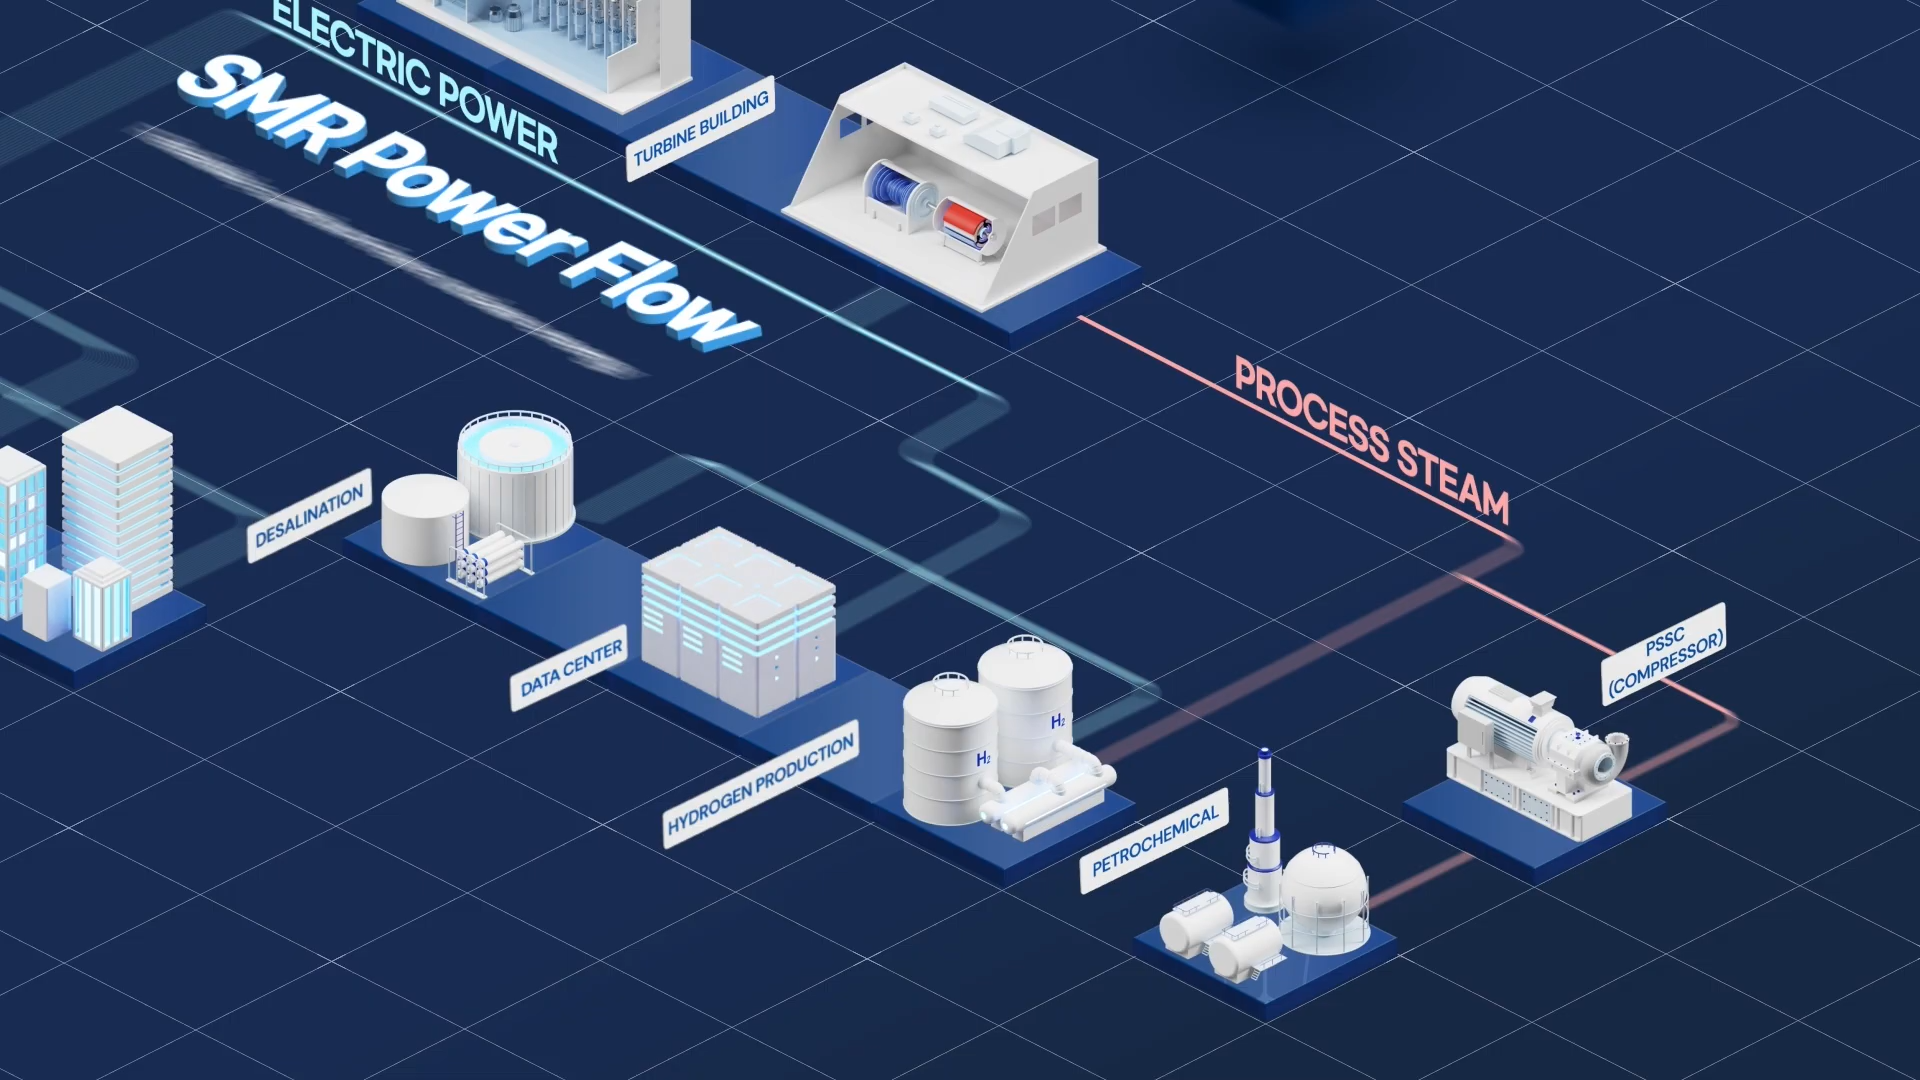 ELECTRIC POWER
SMR Power Flow
TURBINE BUILDING
PROCESS STEAM
DESALINATION
DATA CENTER
HYDROGEN PRODUCTION
H₂
H₂
PETROCHEMICAL
PSSC
(COMPRESSOR)